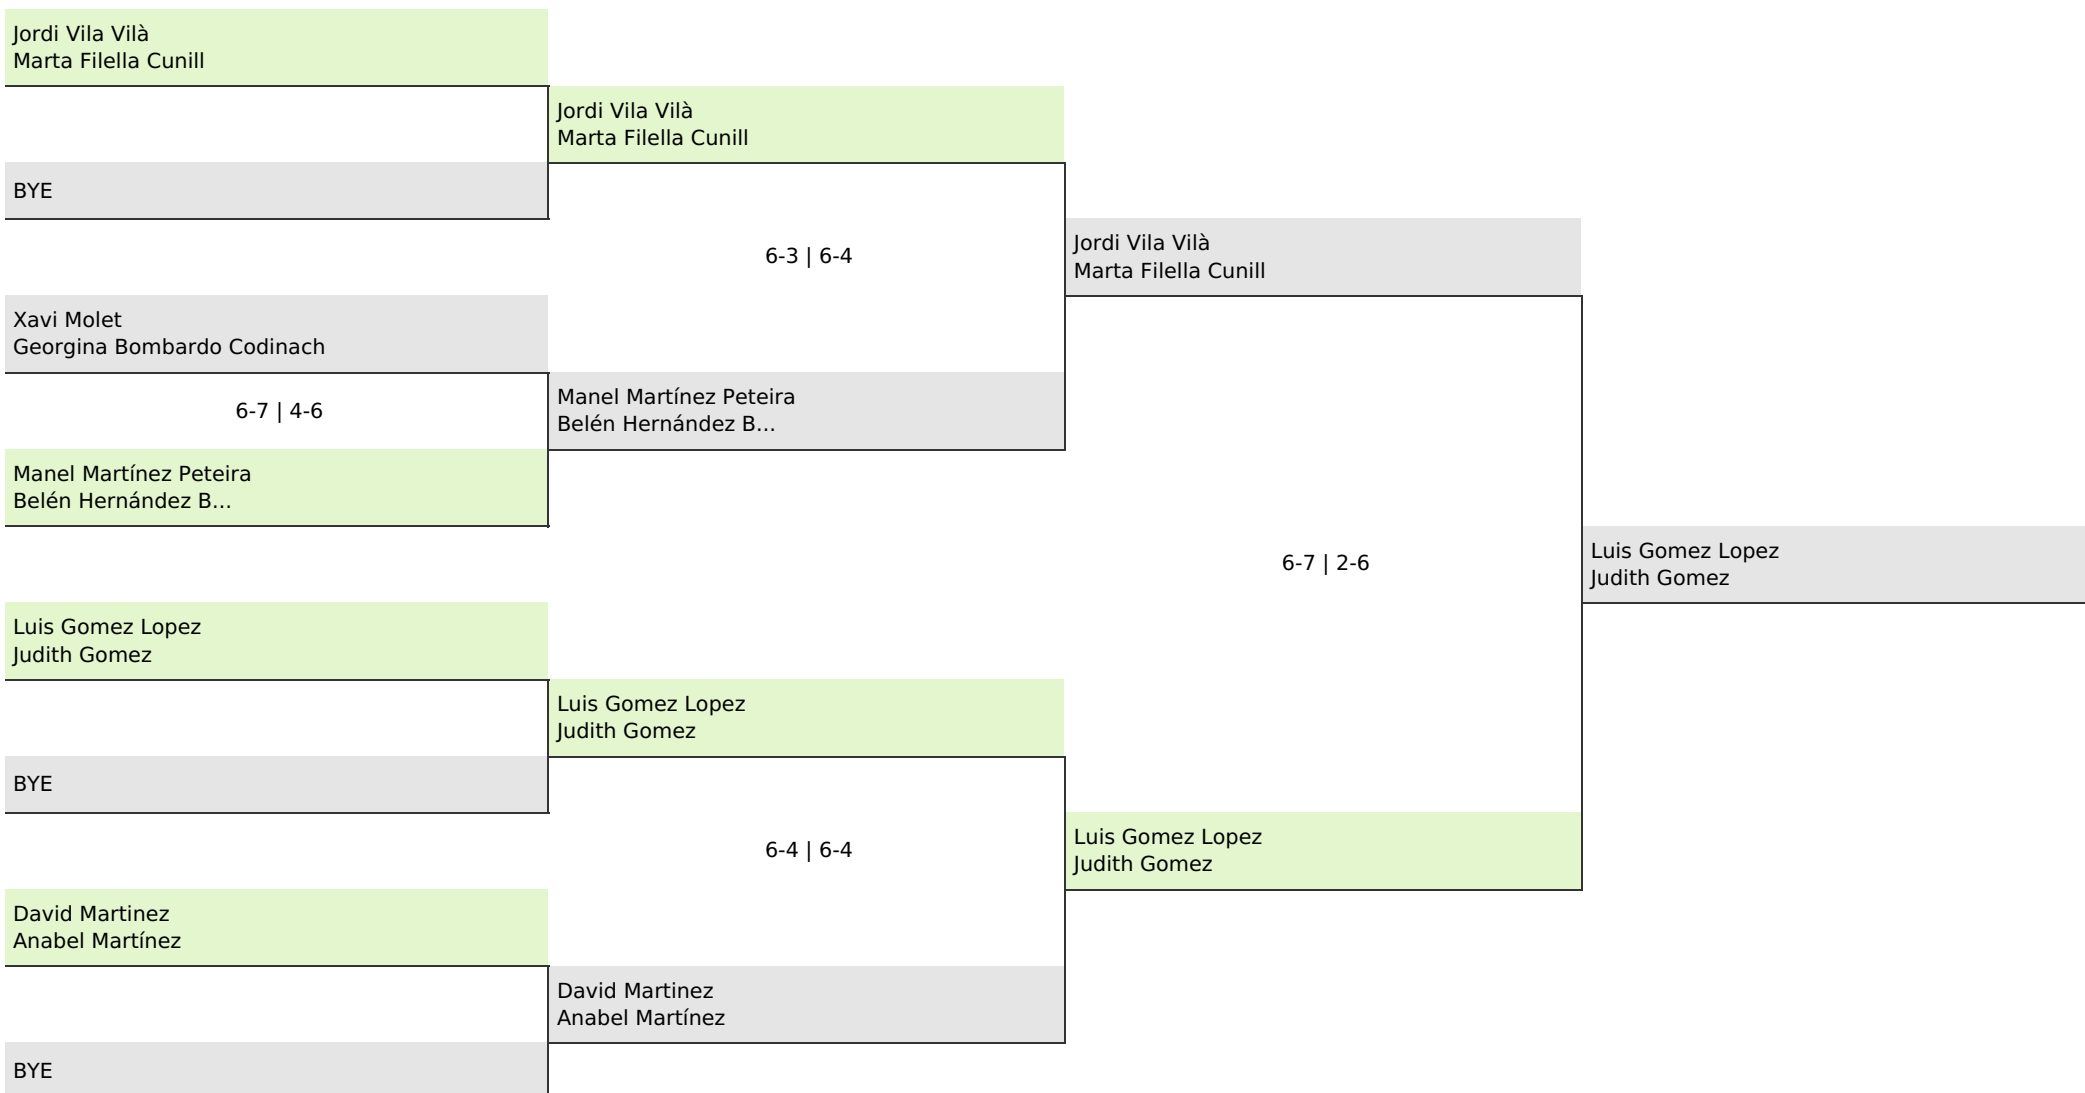 Jordi Vila Vilà
Marta Filella Cunill
Jordi Vila Vilà
Marta Filella Cunill
BYE
6-3 | 6-4
Jordi Vila Vilà
Marta Filella Cunill
Xavi Molet
Georgina Bombardo Codinach
6-7 | 4-6
Manel Martínez Peteira
Belén Hernández B...
Manel Martínez Peteira
Belén Hernández B...
6-7 | 2-6
Luis Gomez Lopez
Judith Gomez
Luis Gomez Lopez
Judith Gomez
Luis Gomez Lopez
Judith Gomez
BYE
6-4 | 6-4
Luis Gomez Lopez
Judith Gomez
David Martinez
Anabel Martínez
David Martinez
Anabel Martínez
BYE